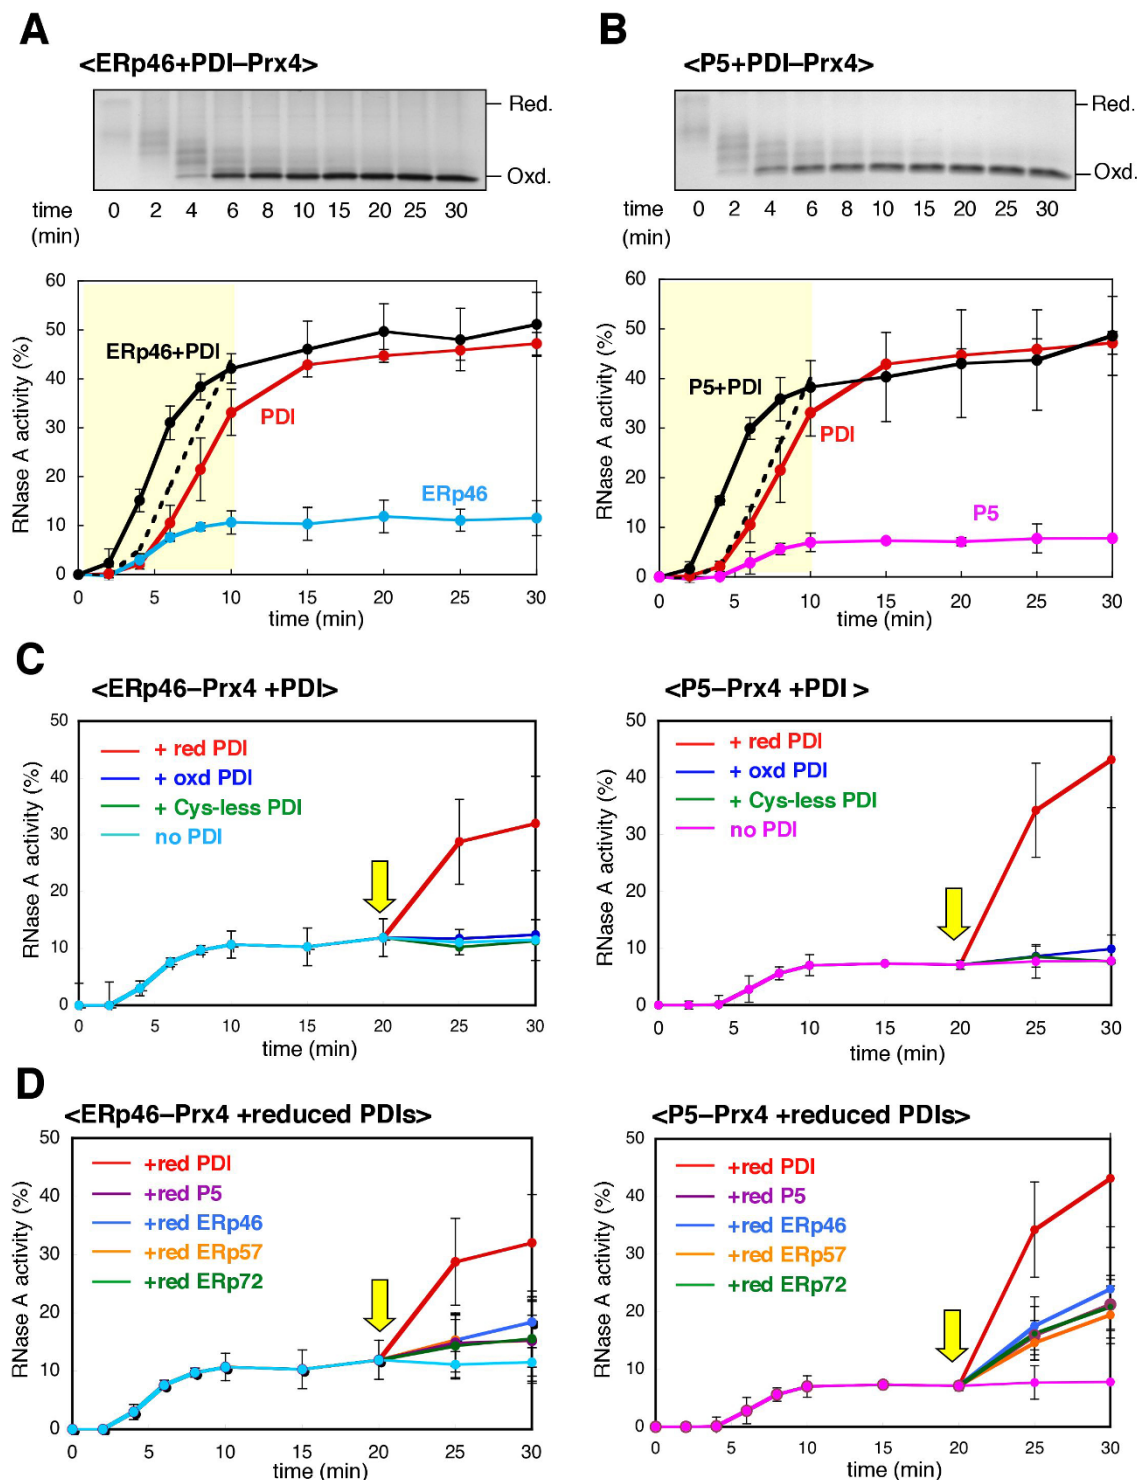 A
<ERp46+PDI–Prx4>
Red.
Oxd.
time (min) 0 2 4 6 8 10 15 20 25 30
60
50
40
30
20
10
0
RNase A activity (%)
ERp46+PDI
PDI
ERp46
0 5 10 15 20 25 30
time (min)
B
<P5+PDI–Prx4>
Red.
Oxd.
time (min) 0 2 4 6 8 10 15 20 25 30
60
50
40
30
20
10
0
RNase A activity (%)
P5+PDI
PDI
P5
0 5 10 15 20 25 30
time (min)
C
<ERp46–Prx4 +PDI>
50
40
30
20
10
0
RNase A activity (%)
+ red PDI
+ oxd PDI
+ Cys-less PDI
no PDI
0 5 10 15 20 25 30
time (min)
<P5–Prx4 +PDI >
50
40
30
20
10
0
RNase A activity (%)
+ red PDI
+ oxd PDI
+ Cys-less PDI
no PDI
0 5 10 15 20 25 30
time (min)
D
<ERp46–Prx4 +reduced PDIs>
50
40
30
20
10
0
RNase A activity (%)
+red PDI
+red P5
+red ERp46
+red ERp57
+red ERp72
0 5 10 15 20 25 30
time (min)
<P5–Prx4 +reduced PDIs>
50
40
30
20
10
0
RNase A activity (%)
+red PDI
+red P5
+red ERp46
+red ERp57
+red ERp72
0 5 10 15 20 25 30
time (min)